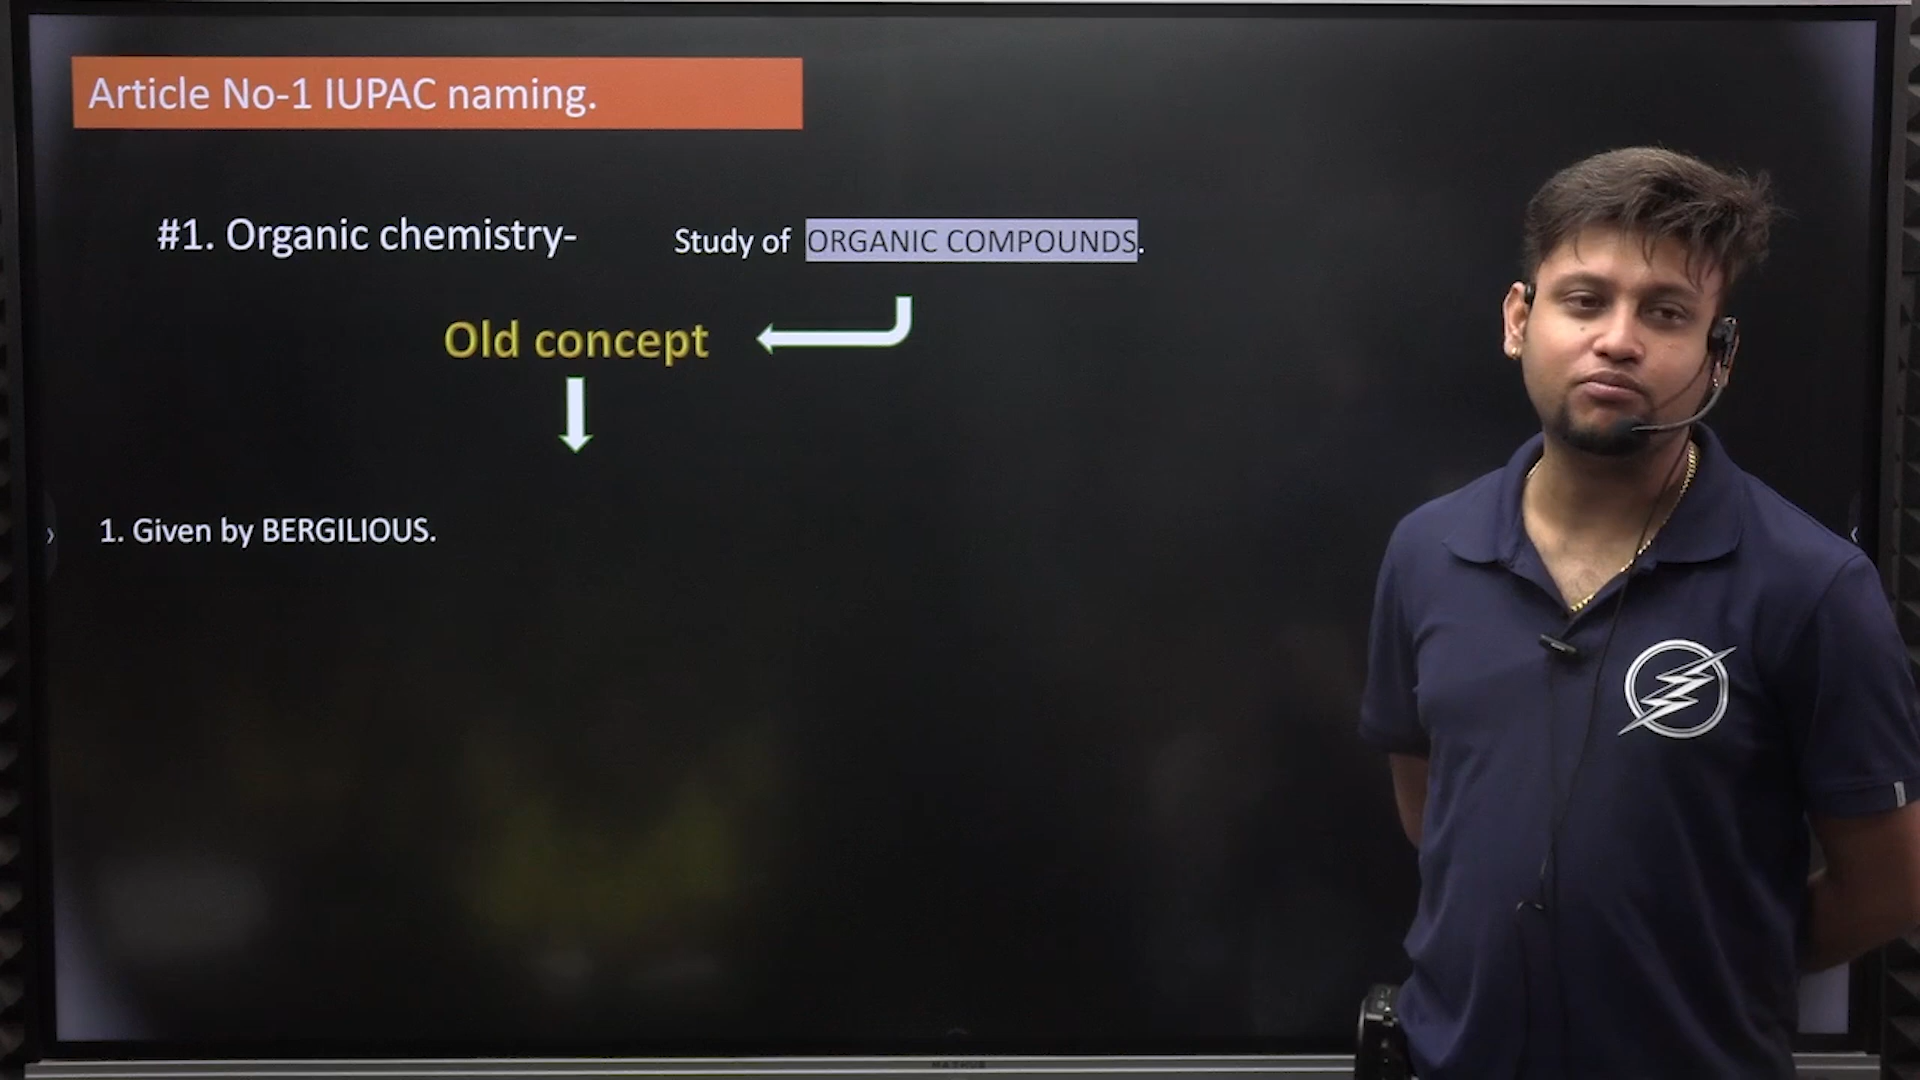 Article No-1 IUPAC naming.
#1. Organic chemistry- Study of ORGANIC COMPOUNDS.
Old concept
1. Given by BERGILIOUS.